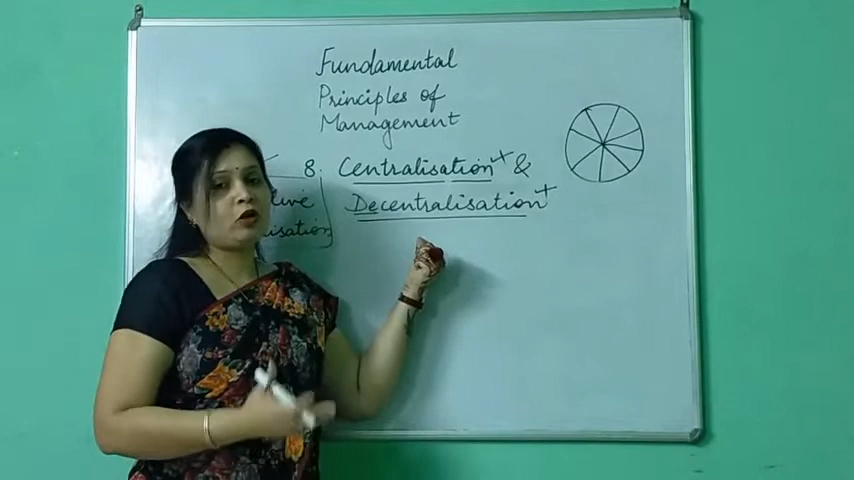 Fundamental
Principles of
Management
8. Centralisation + &
Decentralisation +